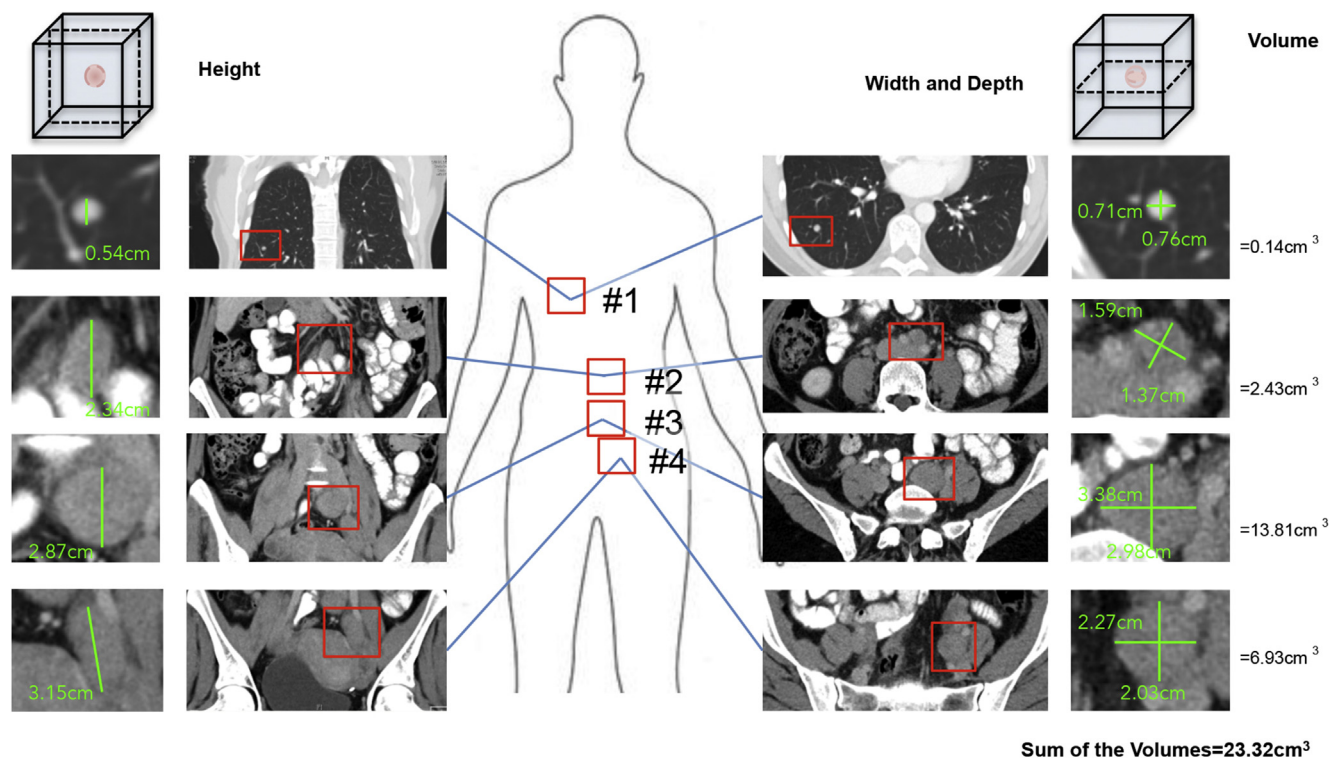 Height
Width and Depth
Volume
0.54cm
0.71cm
0.76cm
=0.14cm 3
#1
2.34cm
1.59cm
1.37cm
=2.43cm 3
#2
#3
#4
2.87cm
3.38cm
2.98cm
=13.81cm 3
3.15cm
2.27cm
2.03cm
=6.93cm 3
Sum of the Volumes=23.32cm3